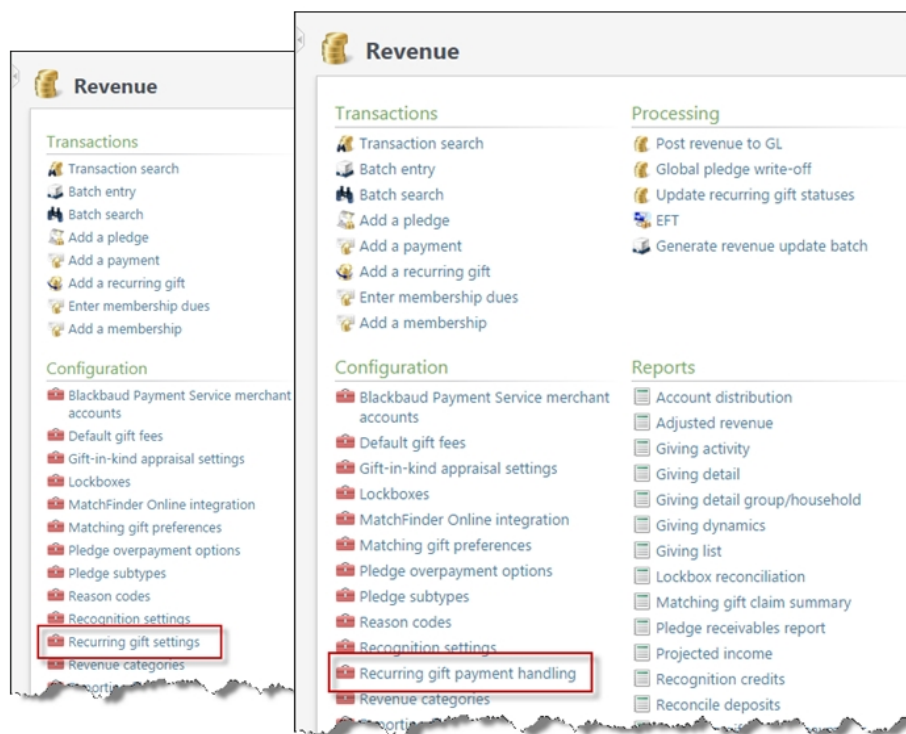 Revenue
Transactions
Transaction search
Batch entry
Batch search
Add a pledge
Add a payment
Add a recurring gift
Enter membership dues
Add a membership
Configuration
Blackbaud Payment Service merchant
accounts
Default gift fees
Gift-in-kind appraisal settings
Lockboxes
MatchFinder Online integration
Matching gift preferences
Pledge overpayment options
Pledge subtypes
Reason codes
Recognition settings
Recurring gift settings
Revenue categories
Revenue
Transactions
Transaction search
Batch entry
Batch search
Add a pledge
Add a payment
Add a recurring gift
Enter membership dues
Add a membership
Processing
Post revenue to GL
Global pledge write-off
Update recurring gift statuses
EFT
Generate revenue update batch
Configuration
Blackbaud Payment Service merchant
accounts
Default gift fees
Gift-in-kind appraisal settings
Lockboxes
MatchFinder Online integration
Matching gift preferences
Pledge overpayment options
Pledge subtypes
Reason codes
Recognition settings
Recurring gift payment handling
Revenue categories
Reports
Account distribution
Adjusted revenue
Giving activity
Giving detail
Giving detail group/household
Giving dynamics
Giving list
Lockbox reconciliation
Matching gift claim summary
Pledge receivables report
Projected income
Recognition credits
Reconcile deposits